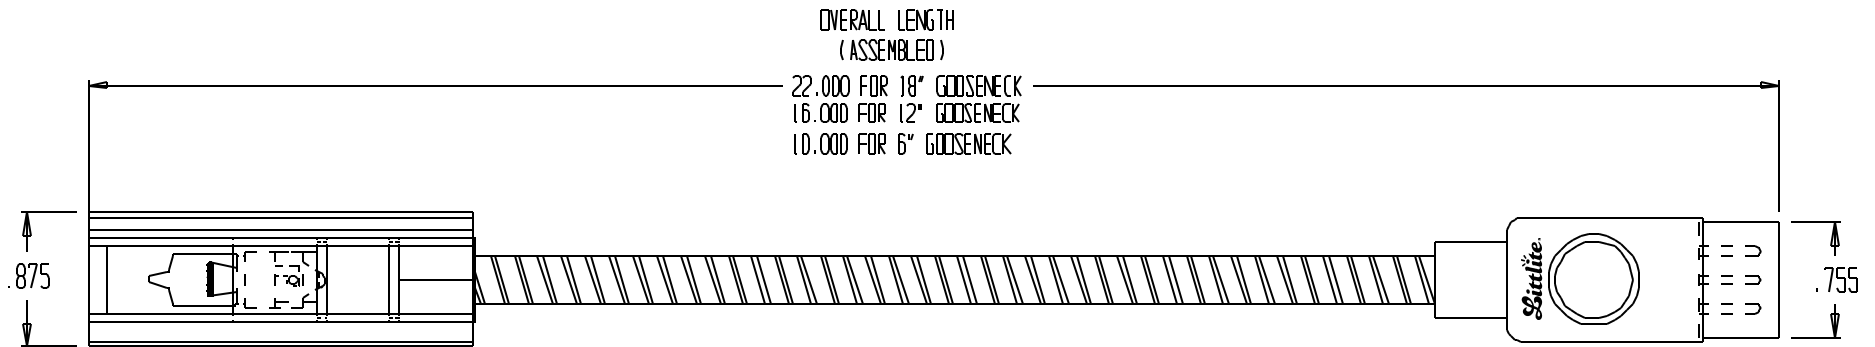 OVERALL LENGTH
(ASSEMBLED)
22.000 FOR 18" GOOSENECK
16.000 FOR 12" GOOSENECK
10.000 FOR 6" GOOSENECK
.875
Littlite
.755